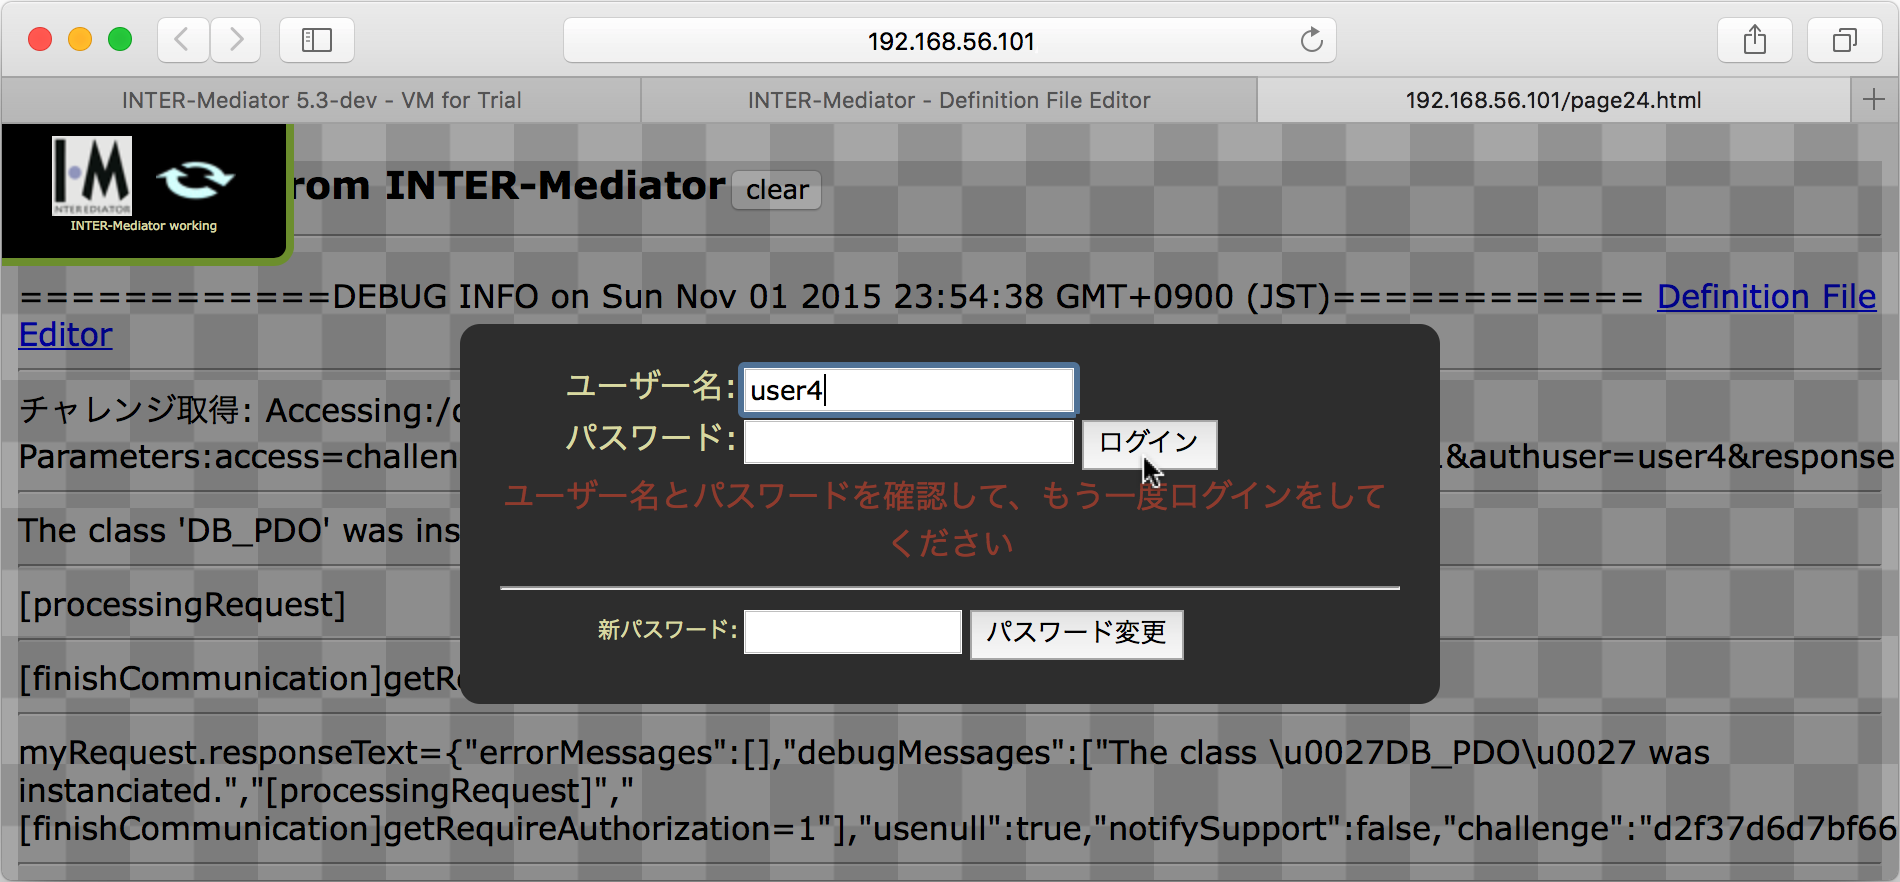 192.168.56.101
INTER-Mediator 5.3-dev - VM for Trial
INTER-Mediator - Definition File Editor
192.168.56.101/page24.html
I·M
INTERMEDIATOR
INTER-Mediator working
rom INTER-Mediator clear
============DEBUG INFO on Sun Nov 01 2015 23:54:38 GMT+0900 (JST)============ Definition File
Editor
チャレンジ取得: Accessing:/
Parameters:access=challen
&authuser=user4&response
The class 'DB_PDO' was ins
[processingRequest]
[finishCommunication]getR
ユーザー名: user4
パスワード: ログイン
ユーザー名とパスワードを確認して、もう一度ログインをして
ください
新パスワード: パスワード変更
myRequest.responseText={"errorMessages":[],"debugMessages":["The class \u0027DB_PDO\u0027 was
instanciated.","[processingRequest]","
[finishCommunication]getRequireAuthorization=1"],"usenull":true,"notifySupport":false,"challenge":"d2f37d6d7bf66